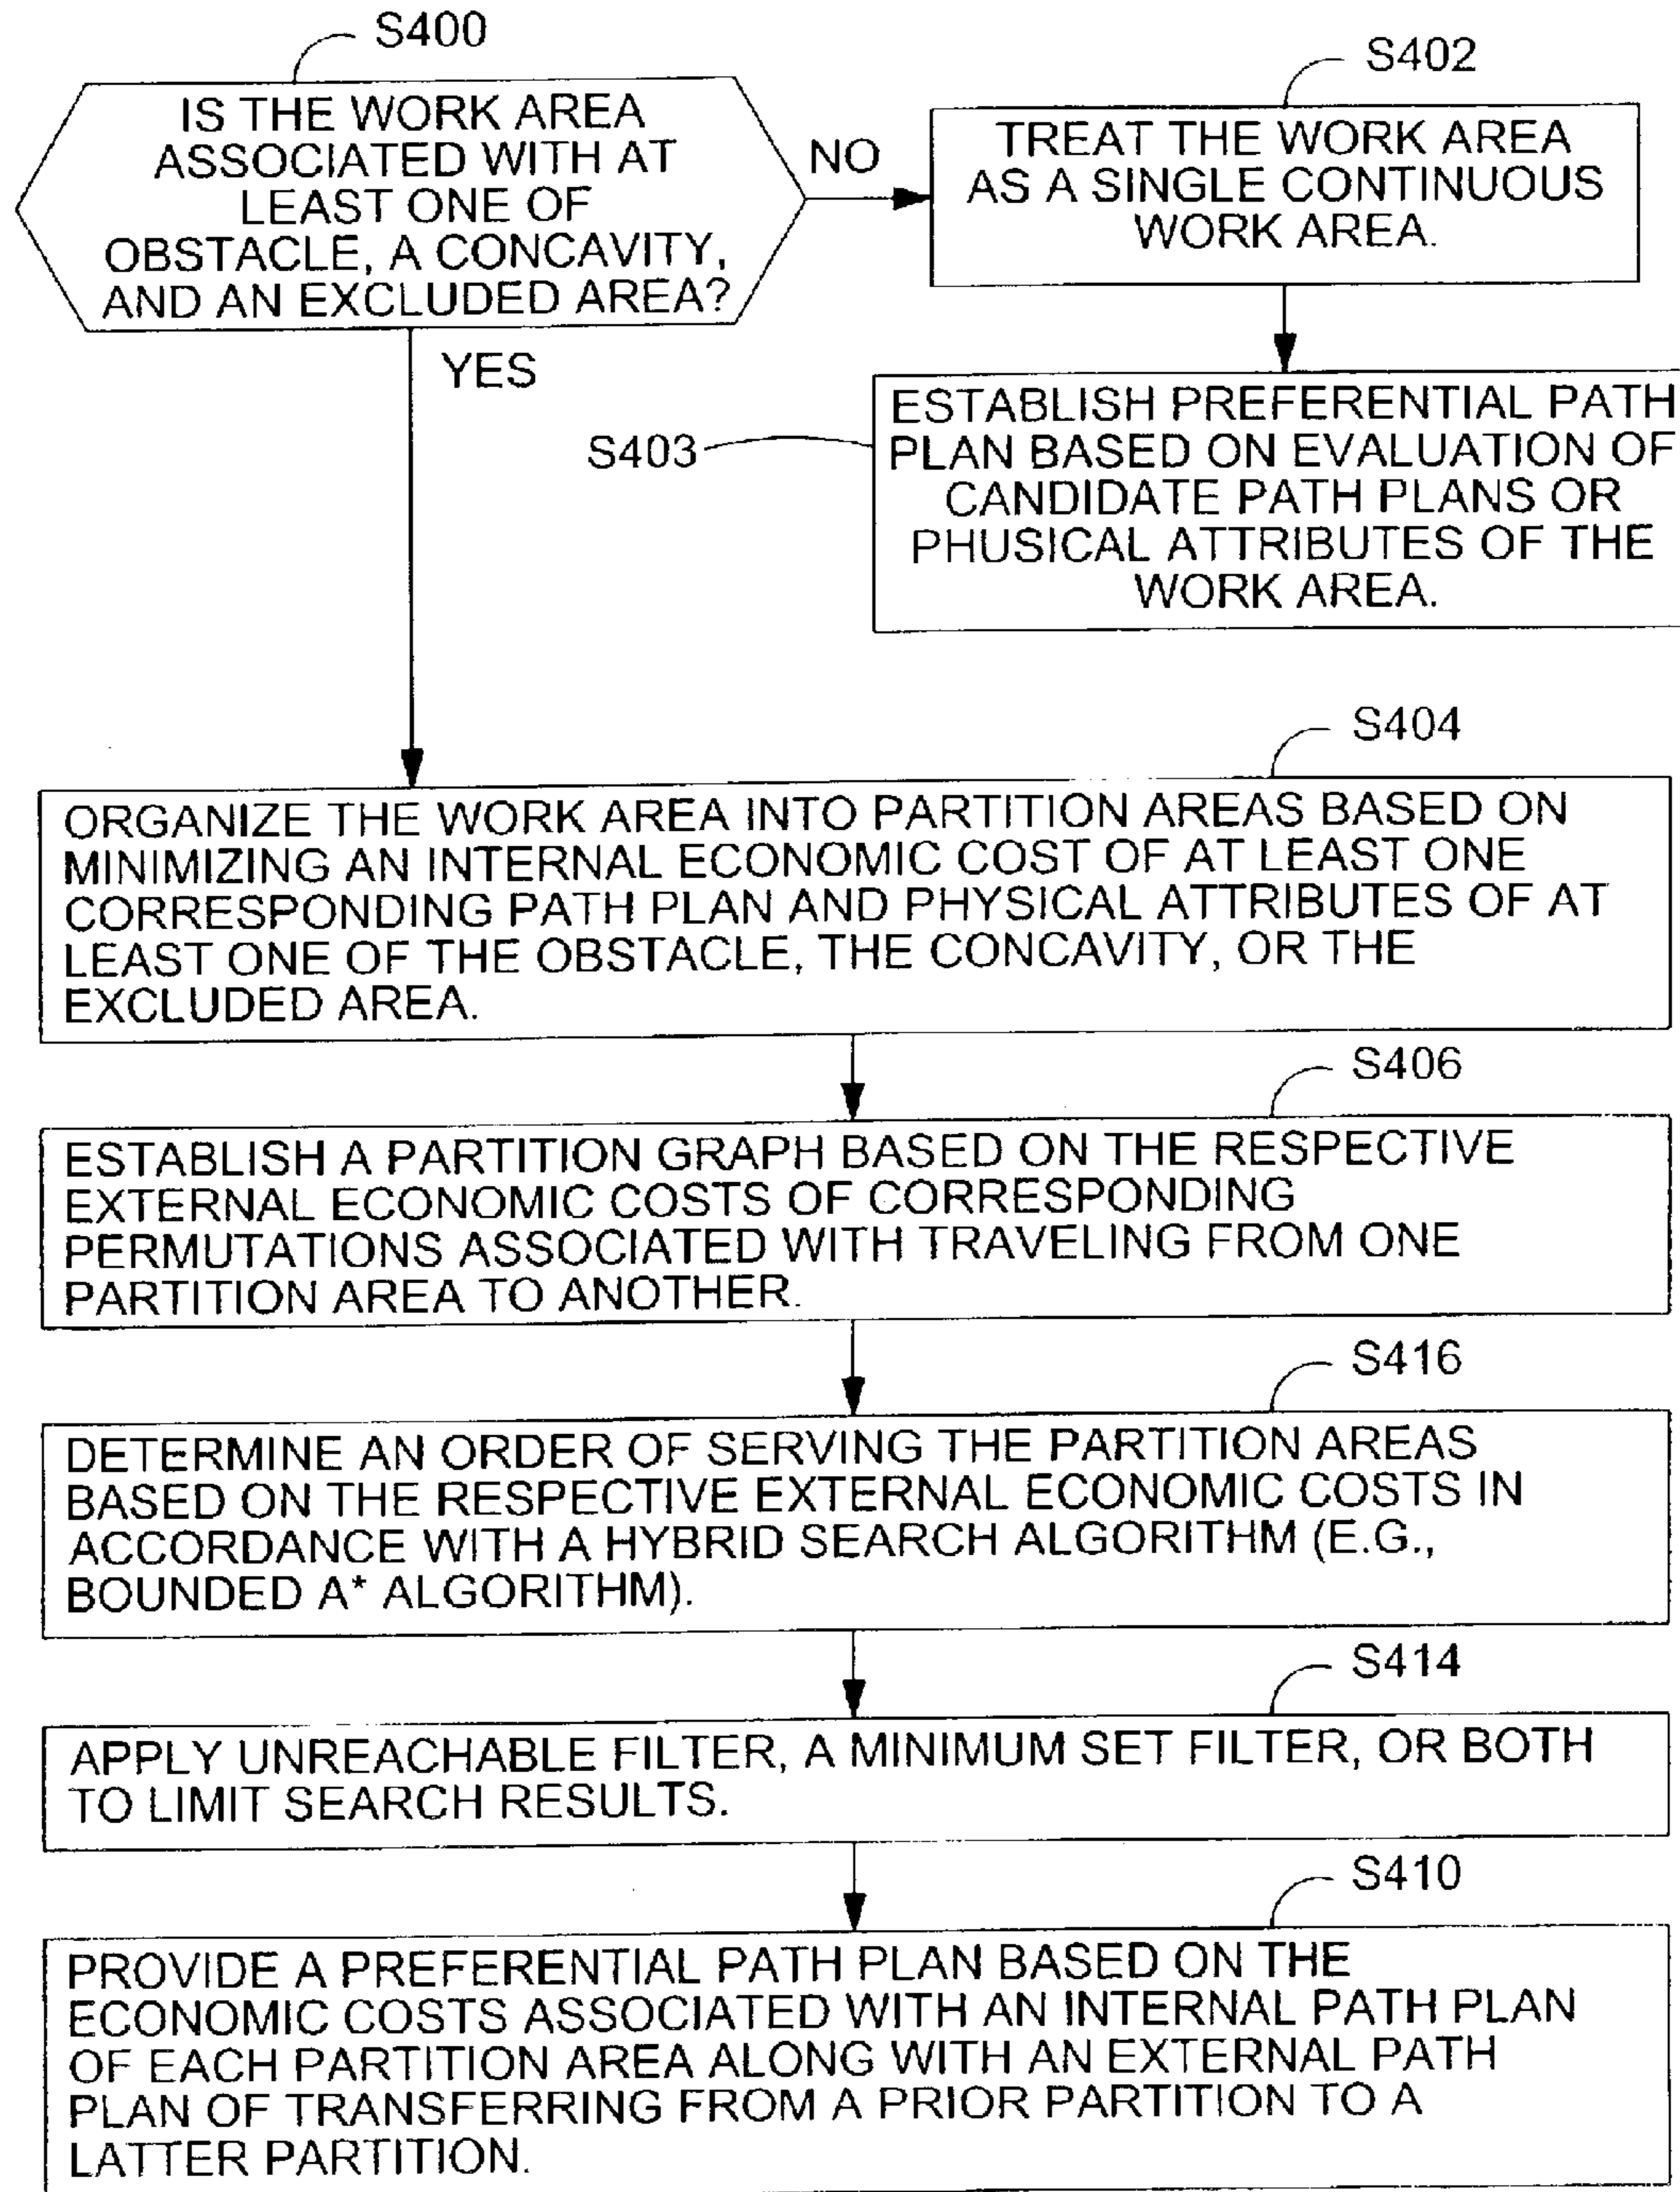 S400
IS THE WORK AREA
ASSOCIATED WITH AT
LEAST ONE OF
OBSTACLE, A CONCAVITY,
AND AN EXCLUDED AREA?
NO
S402
TREAT THE WORK AREA
AS A SINGLE CONTINUOUS
WORK AREA.
YES
S403
ESTABLISH PREFERENTIAL PATH
PLAN BASED ON EVALUATION OF
CANDIDATE PATH PLANS OR
PHUSICAL ATTRIBUTES OF THE
WORK AREA.
S404
ORGANIZE THE WORK AREA INTO PARTITION AREAS BASED ON
MINIMIZING AN INTERNAL ECONOMIC COST OF AT LEAST ONE
CORRESPONDING PATH PLAN AND PHYSICAL ATTRIBUTES OF AT
LEAST ONE OF THE OBSTACLE, THE CONCAVITY, OR THE
EXCLUDED AREA.
S406
ESTABLISH A PARTITION GRAPH BASED ON THE RESPECTIVE
EXTERNAL ECONOMIC COSTS OF CORRESPONDING
PERMUTATIONS ASSOCIATED WITH TRAVELING FROM ONE
PARTITION AREA TO ANOTHER.
S416
DETERMINE AN ORDER OF SERVING THE PARTITION AREAS
BASED ON THE RESPECTIVE EXTERNAL ECONOMIC COSTS IN
ACCORDANCE WITH A HYBRID SEARCH ALGORITHM (E.G.,
BOUNDED A* ALGORITHM).
S414
APPLY UNREACHABLE FILTER, A MINIMUM SET FILTER, OR BOTH
TO LIMIT SEARCH RESULTS.
S410
PROVIDE A PREFERENTIAL PATH PLAN BASED ON THE
ECONOMIC COSTS ASSOCIATED WITH AN INTERNAL PATH PLAN
OF EACH PARTITION AREA ALONG WITH AN EXTERNAL PATH
PLAN OF TRANSFERRING FROM A PRIOR PARTITION TO A
LATTER PARTITION.